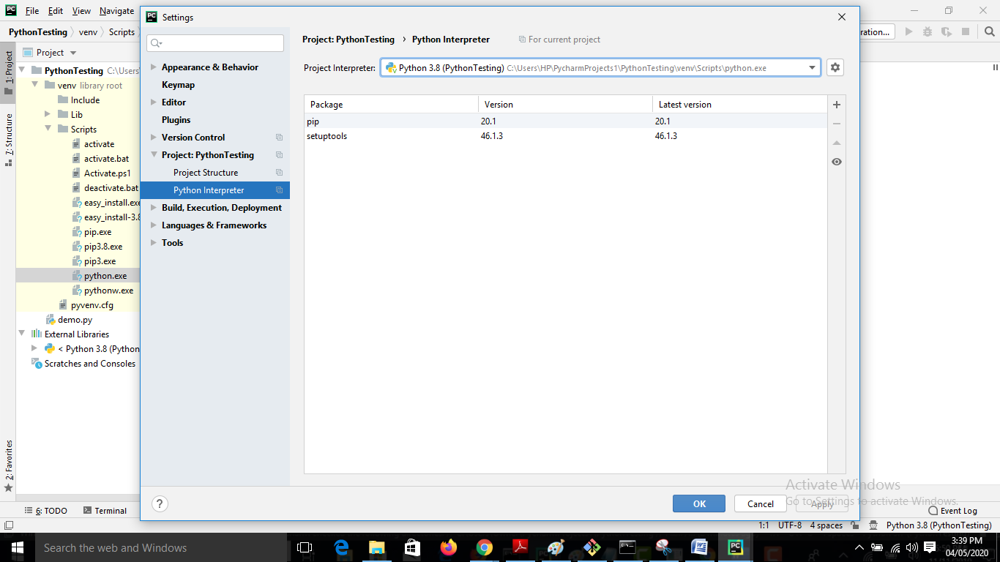 File Edit View Navigate
Settings
PythonTesting venv Scripts
ration...
1: Project
7: Structure
2: Favorites
Project
PythonTesting C:\Users
venv library root
Include
Lib
Scripts
activate
activate.bat
Activate.ps1
deactivate.bat
easy_install.exe
easy_install-3.8
pip.exe
pip3.8.exe
pip3.exe
python.exe
pythonw.exe
pyvenv.cfg
demo.py
External Libraries
< Python 3.8 (Python
Scratches and Consoles
Appearance & Behavior
Keymap
Editor
Plugins
Version Control
Project: PythonTesting
Project Structure
Python Interpreter
Build, Execution, Deployment
Languages & Frameworks
Tools
Project: PythonTesting › Python Interpreter For current project
Project Interpreter: Python 3.8 (PythonTesting) C:\Users\HP\PycharmProjects1\PythonTesting\venv\Scripts\python.exe
Package Version Latest version
pip 20.1 20.1
setuptools 46.1.3 46.1.3
? OK Cancel Apply
Activate Windows
Go to Settings to activate Windows.
6: TODO Terminal Event Log
1:1 UTF-8 4 spaces Python 3.8 (PythonTesting)
Search the web and Windows
3:39 PM
04/05/2020